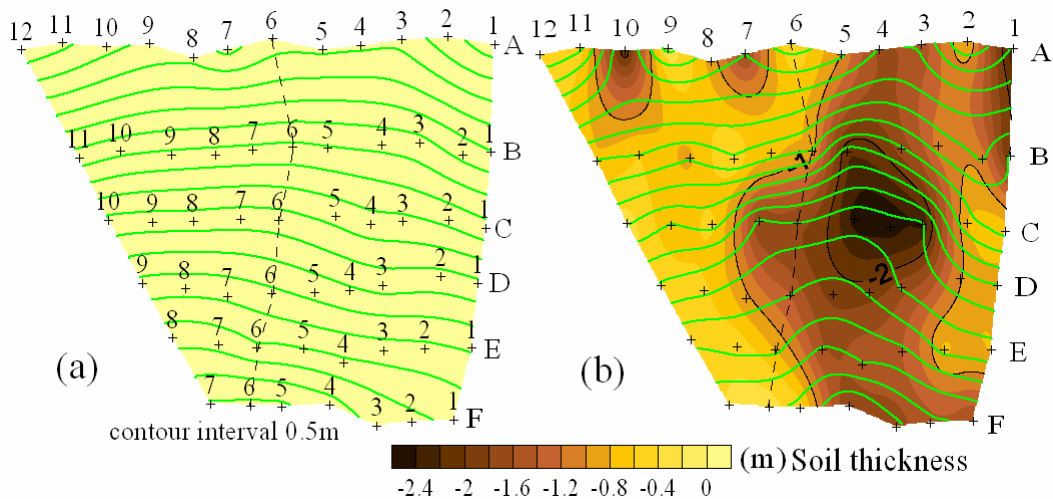 12 11 10 9 8 7 6 5 4 3 2 1 A
11 10 9 8 7 6 5 4 3 2 1 B
10 9 8 7 6 5 4 3 2 1 C
9 8 7 6 5 4 3 2 1 D
8 7 6 5 4 3 2 1 E
7 6 5 4 3 2 1 F
(a)
contour interval 0.5m
12 11 10 9 8 7 6 5 4 3 2 1 A
-1 B
C
-2 D
E
F
(b)
(m) Soil thickness
-2.4 -2 -1.6 -1.2 -0.8 -0.4 0